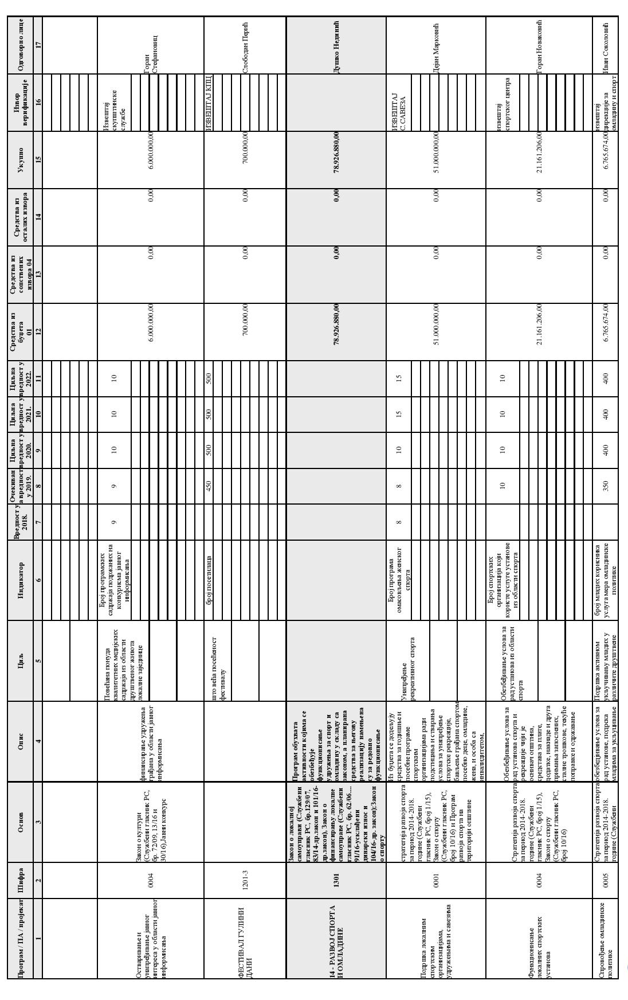 Програм / ПА / пројекат
Шифра
Основ
Опис
Циљ
Индикатор
Вредност у
2018.
Очекиван
а вредност
у 2019.
Циљна
вредност у
2020.
Циљна
вредност у
2021.
Циљна
вредност у
2022.
Средства из
буџета
01
Средства из
сопствених
извора 04
Средства из
осталих извора
Укупно
Извор
верификације
Одговорно лице
1
2
3
4
5
6
7
8
9
10
11
12
13
14
15
16
17
Остваривање и
унапређивање јавног
интереса у области јавног
информисања
0004
Закон о култури
(Службени гласник РС,
бр. 72/09, 13/16 и
30/16),Јавни конкурс
финансирање удружења
грађана у области јавног
информисања
Повећана понуда
квалитетних медијских
садржаја из области
друштвеног живота
локалне заједнице
Број програмских
садржаја подржаних на
конкурисма јавног
информисања
9
9
10
10
10
6.000.000,00
0,00
0,00
6.000.000,00
Извештај
скупштинске
службе
Горан
Стефановиц
ФЕСТИВАЛ ГУЛИНИ
ДАНИ
1201-3
што већа посећеност
фестивалу
број посетилаца
450
500
500
500
700.000,00
0,00
0,00
700.000,00
ИЗВЕШТАЈ КПЦ
Слободан Перић
14 - РАЗВОЈ СПОРТА
И ОМЛАДИНЕ
1301
Закон о локалној
самоуправи (Службени
гласник РС, бр.129/07,
83/14-др.закон и 101/16-
др.закон), Закон о
финансирању локалне
самоуправе (Службени
гласник РС, бр. 62/06....
91/16-усклађени
динарски износ и
104/16-др. закон);Закон
о спорту
Програм обухвата
активности којима се
обезбеђује
функционисање
удружења за спорт и
омладину у складу са
законом, а планирана
средства за његову
реализацију намењена
су за редовно
функционисање
78.926.880,00
0,00
0,00
78.926.880,00
Душко Нединић
Подршка локалним
спортским
организацијама,
удружењима и савезима
0001
стратегија развоја спорта
за период 2014-2018.
године (Службени
гласник РС, број 1/15),
Закон о спорту
(Службени гласник РС,
број 10/16) и Програм
развоја спорта на
територији општине
Из буџета се додељују
средства за годишње и
посебне програме
спортским
организацијама ради
подстицања и стварања
услова за унапређење
спортске рекреације,
бављење грађана спортом,
посебно деце, омладине,
жена, и особа са
инвалидитетом,
Унапређење
рекреативног спорта
Број програма
омасовљења женског
спорта
8
8
10
15
15
51.000.000,00
0,00
0,00
51.000.000,00
ИЗВЕШТАЈ
С. САВЕЗА
Дејан Марковић
Функционисање
локалних спортских
установа
0004
Стратегија развоја спорта
за период 2014-2018.
године (Службени
гласник РС, број 1/15),
Закон о спорту
(Службени гласник РС,
број 10/16)
Обезбеђивање услова за
рад установа спорта и
рекреације чији је
оснивач општина,
средства за плате,
додатке, накнаде и друга
примања запослених,
сталне трошкове, текуће
поправке и одржавање
Обезбеђивање услова за
рад установа из области
спорта
Број спортских
организација који
користе услуге установе
из области спорта
10
10
10
10
21.161.206,00
0,00
0,00
21.161.206,00
извештај
спортског центра
Горан Новаковић
Спровођење омладинске
политике
0005
Стратегија развоја спорта
за период 2014-2018.
године (Службени
обезбецивање услова за
рад установе, подрска
младима за укљуцивање
Подршка активном
укључивању младих у
различите друштвене
број младих корисника
услуга мера омладинске
политике
350
400
400
400
6.765.674,00
0,00
0,00
6.765.674,00
извештај
дирекције за
омладину и спорт
Иван Соколовић